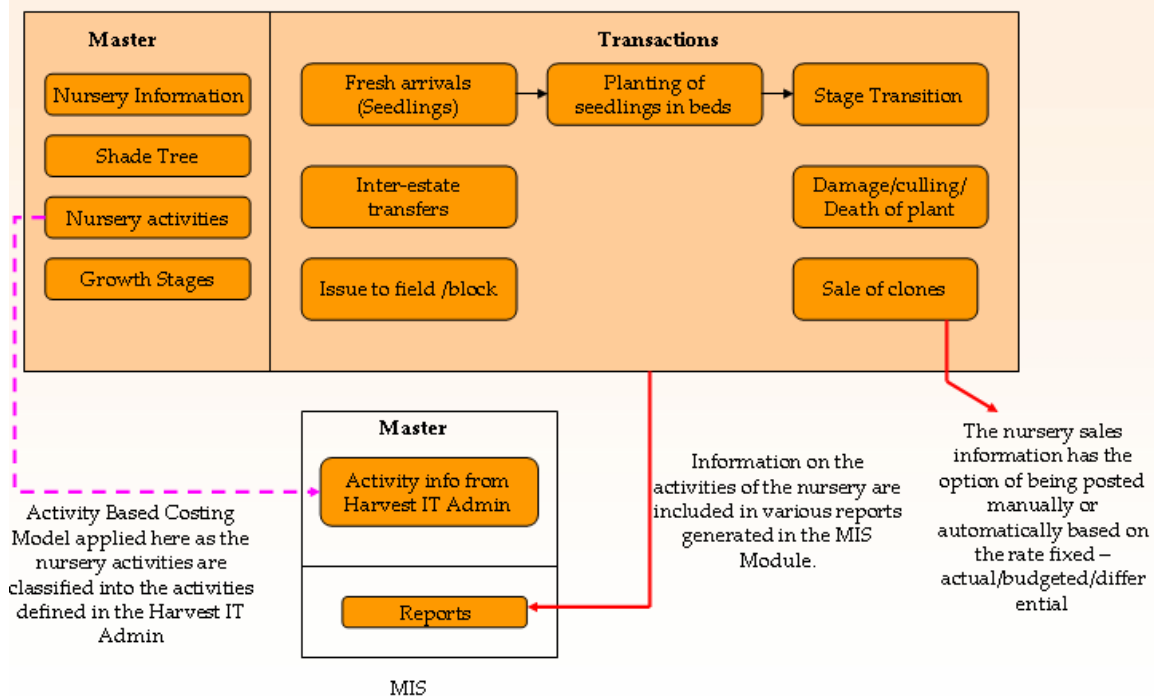 Master
Nursery Information
Shade Tree
Nursery activities
Growth Stages
Transactions
Fresh arrivals
(Seedlings)
Planting of
seedlings in beds
Stage Transition
Inter-estate
transfers
Damage/culling/
Death of plant
Issue to field /block
Sale of clones
Master
Activity info from
Harvest IT Admin
Reports
MIS
Activity Based Costing
Model applied here as the
nursery activities are
classified into the activities
defined in the Harvest IT
Admin
Information on the
activities of the nursery are
included in various reports
generated in the MIS
Module.
The nursery sales
information has the
option of being posted
manually or
automatically based on
the rate fixed –
actual/budgeted/differ
ential